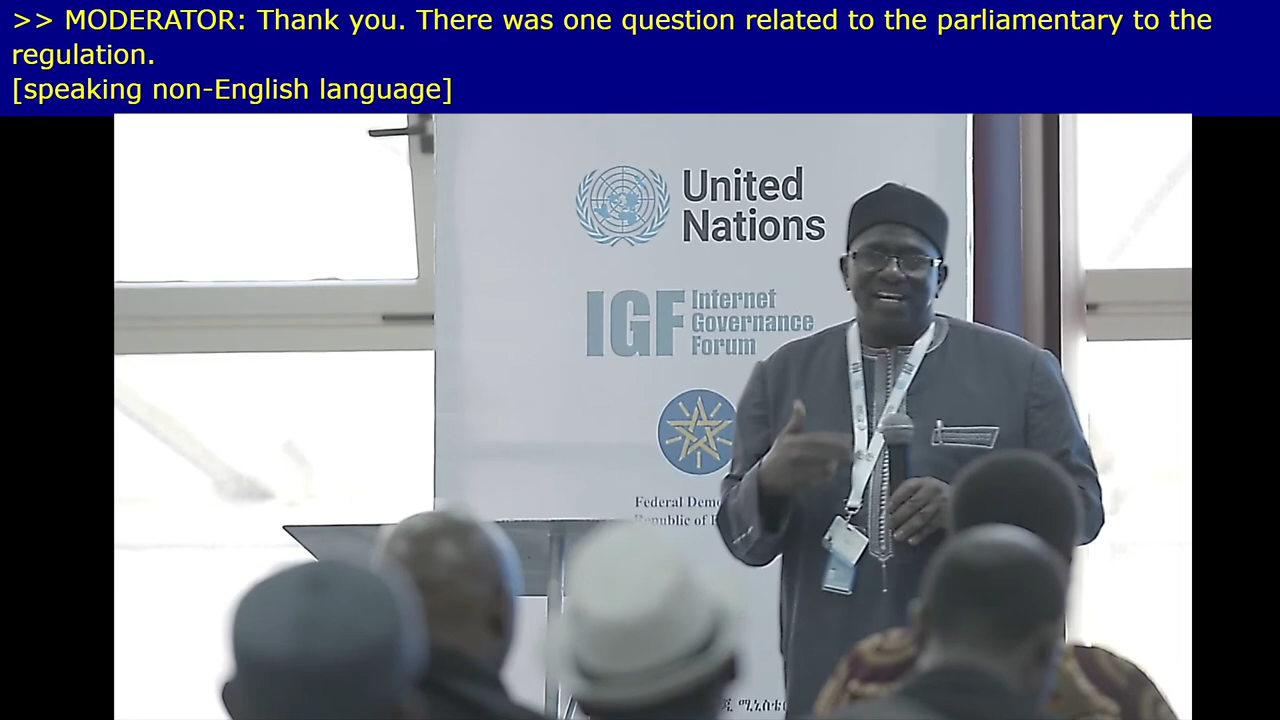 >> MODERATOR: Thank you. There was one question related to the parliamentary to the
regulation.
[speaking non-English language]
United
Nations
IGF Internet
Governance
Forum
Federal
Republic of